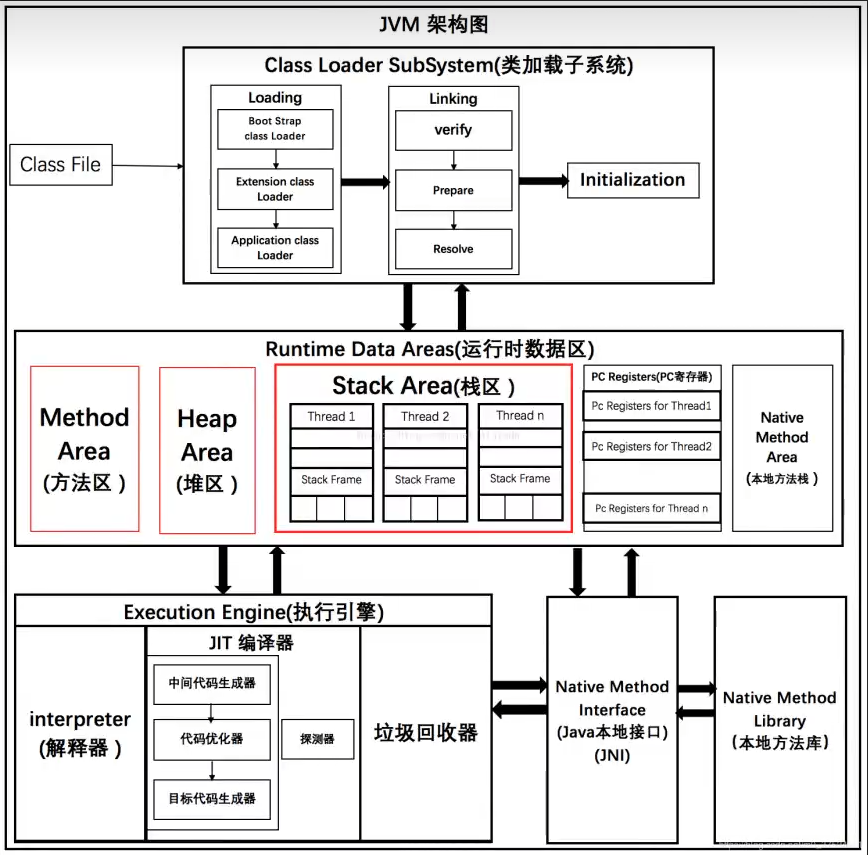 JVM 架构图
Class Loader SubSystem(类加载子系统)
Loading
Boot Strap
class Loader
Extension class
Loader
Application class
Loader
Linking
verify
Prepare
Resolve
Initialization
Class File
Runtime Data Areas(运行时数据区)
Method
Area
(方法区 )
Heap
Area
(堆区 )
Stack Area(栈区 )
Thread 1
Stack Frame
Thread 2
Stack Frame
Thread n
Stack Frame
PC Registers(PC寄存器)
Pc Registers for Thread1
Pc Registers for Thread2
Pc Registers for Thread n
Native
Method
Area
(本地方法栈 )
Execution Engine(执行引擎)
interpreter
(解释器 )
JIT 编译器
中间代码生成器
代码优化器
目标代码生成器
探测器
垃圾回收器
Native Method
Interface
(Java本地接口)
(JNI)
Native Method
Library
(本地方法库)